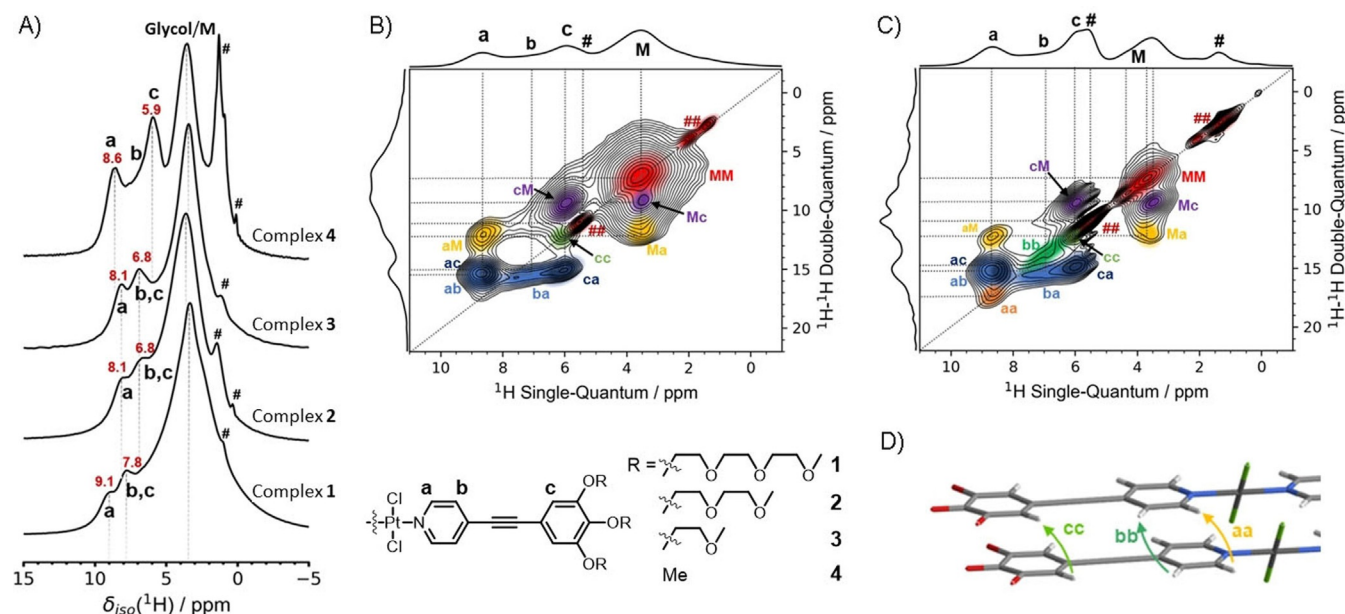 A)
Glycol/M
#
c
5.9
a
8.6
b
#
Complex 4
8.1
6.8
a
b,c
#
Complex 3
8.1
6.8
a
b,c
#
#
Complex 2
9.1
7.8
a
b,c
#
Complex 1
15 10 5 0 −5
δiso(¹H) / ppm
B)
a
b
c
#
M
##
MM
cM
Mc
aM
##
cc
Ma
ac
ca
ab
ba
0
5
10
15
20
¹H-¹H Double-Quantum / ppm
10 8 6 4 2 0
¹H Single-Quantum / ppm
C)
a
b
c #
M
#
##
MM
cM
Mc
aM
bb
##
cc
Ma
ac
ca
ab
ba
aa
0
5
10
15
20
¹H-¹H Double-Quantum / ppm
10 8 6 4 2 0
¹H Single-Quantum / ppm
Cl
Pt
N
Cl
a
b
c
OR
OR
OR
R =
O
O
O
1
O
O
2
O
3
Me
4
D)
cc
bb
aa